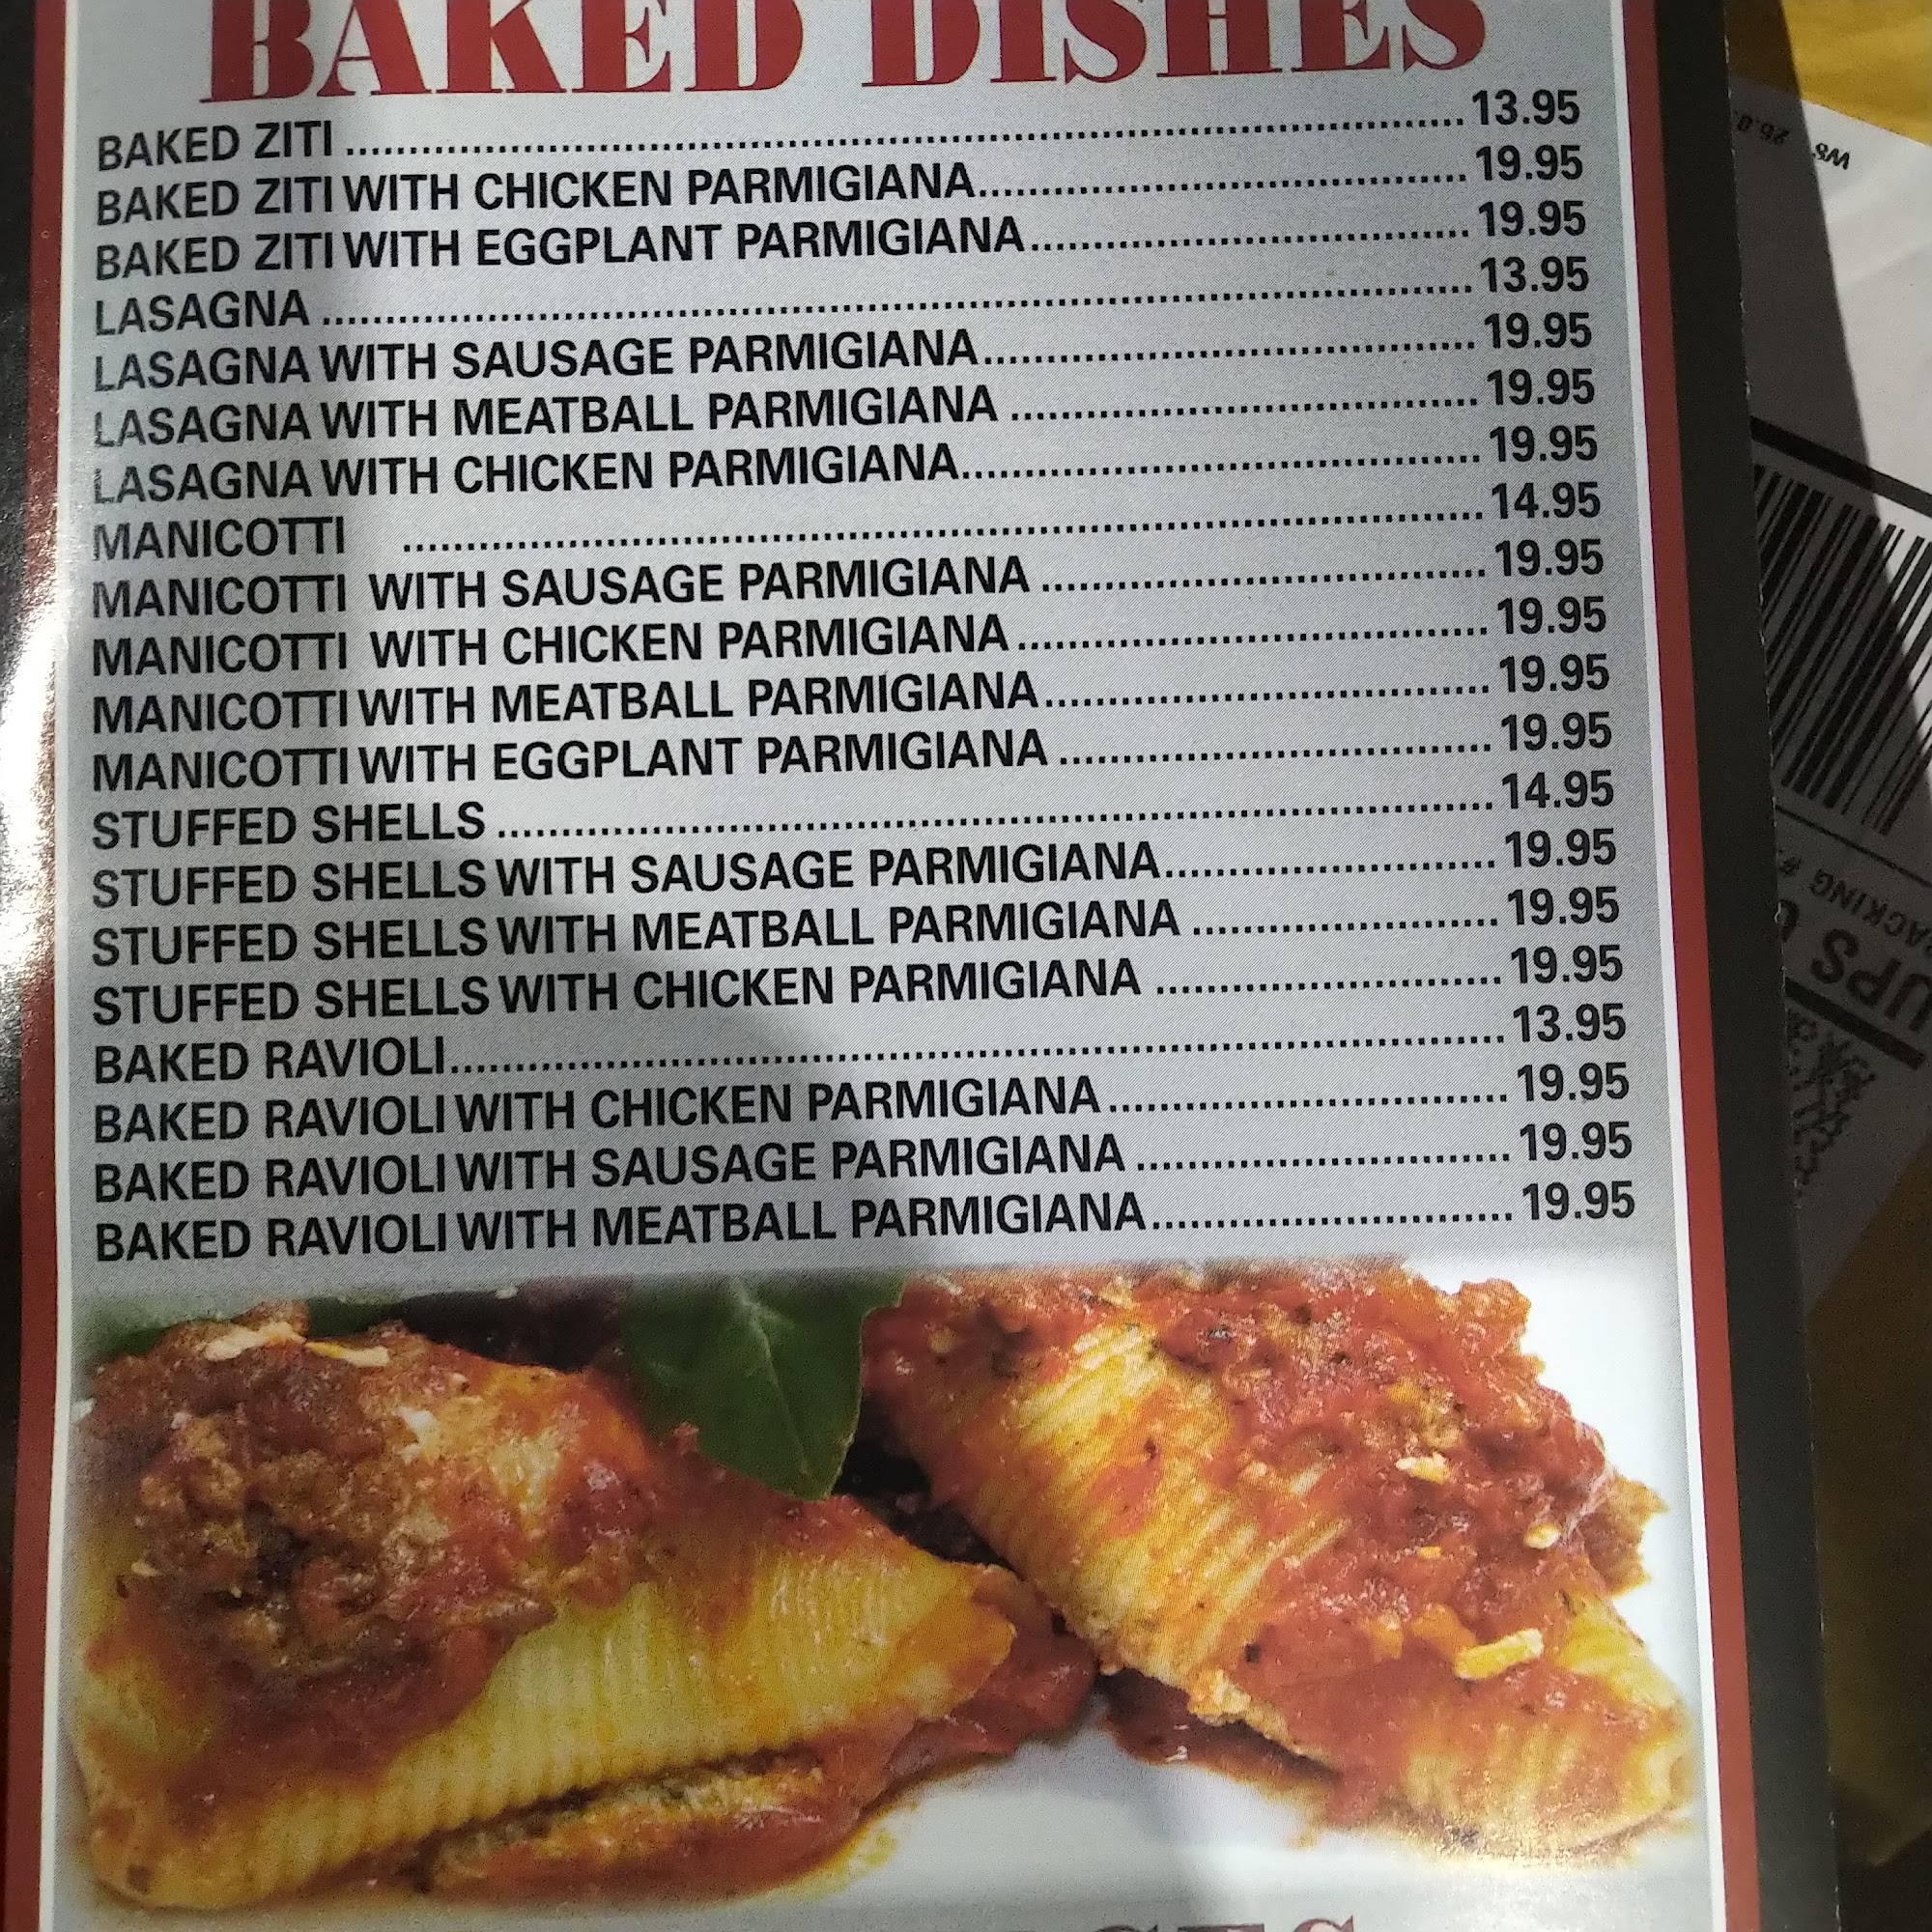 BAKED DISHES
BAKED ZITI 13.95
BAKED ZITI WITH CHICKEN PARMIGIANA 19.95
BAKED ZITI WITH EGGPLANT PARMIGIANA 19.95
LASAGNA 13.95
LASAGNA WITH SAUSAGE PARMIGIANA 19.95
LASAGNA WITH MEATBALL PARMIGIANA 19.95
LASAGNA WITH CHICKEN PARMIGIANA 19.95
MANICOTTI 14.95
MANICOTTI WITH SAUSAGE PARMIGIANA 19.95
MANICOTTI WITH CHICKEN PARMIGIANA 19.95
MANICOTTI WITH MEATBALL PARMIGIANA 19.95
MANICOTTI WITH EGGPLANT PARMIGIANA 19.95
STUFFED SHELLS 14.95
STUFFED SHELLS WITH SAUSAGE PARMIGIANA 19.95
STUFFED SHELLS WITH MEATBALL PARMIGIANA 19.95
STUFFED SHELLS WITH CHICKEN PARMIGIANA 19.95
BAKED RAVIOLI 13.95
BAKED RAVIOLI WITH CHICKEN PARMIGIANA 19.95
BAKED RAVIOLI WITH SAUSAGE PARMIGIANA 19.95
BAKED RAVIOLI WITH MEATBALL PARMIGIANA 19.95
UPS